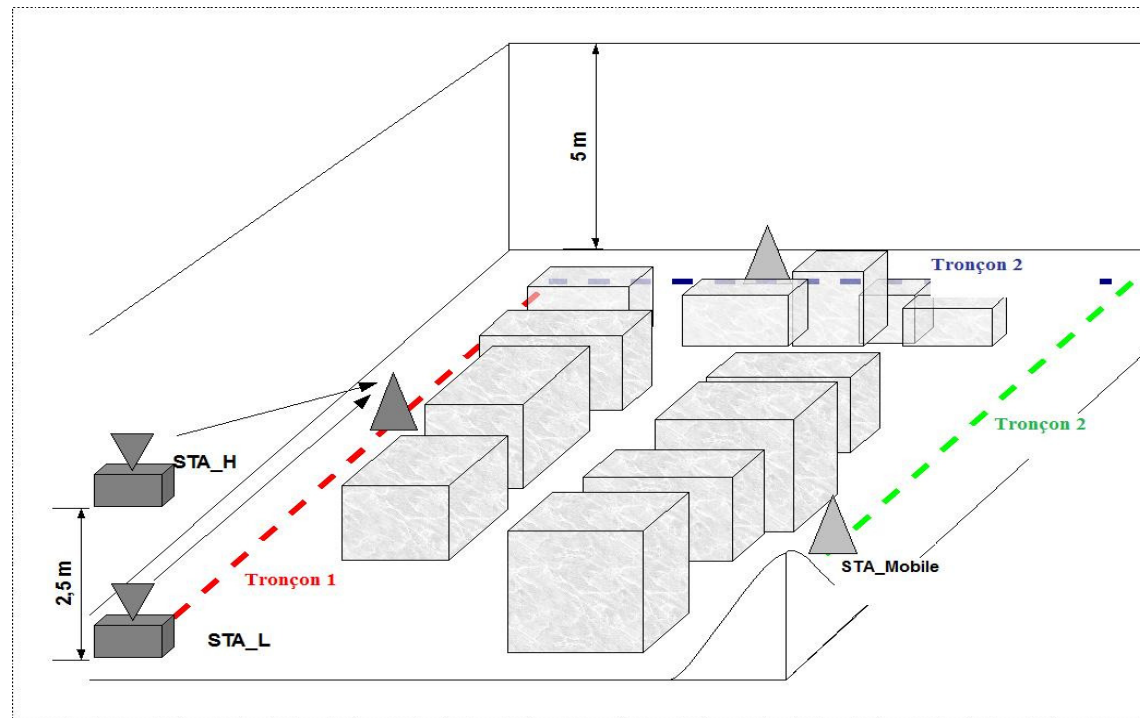 5 m
Tronçon 2
Tronçon 2
STA_H
STA_Mobile
Tronçon 1
2,5 m
STA_L